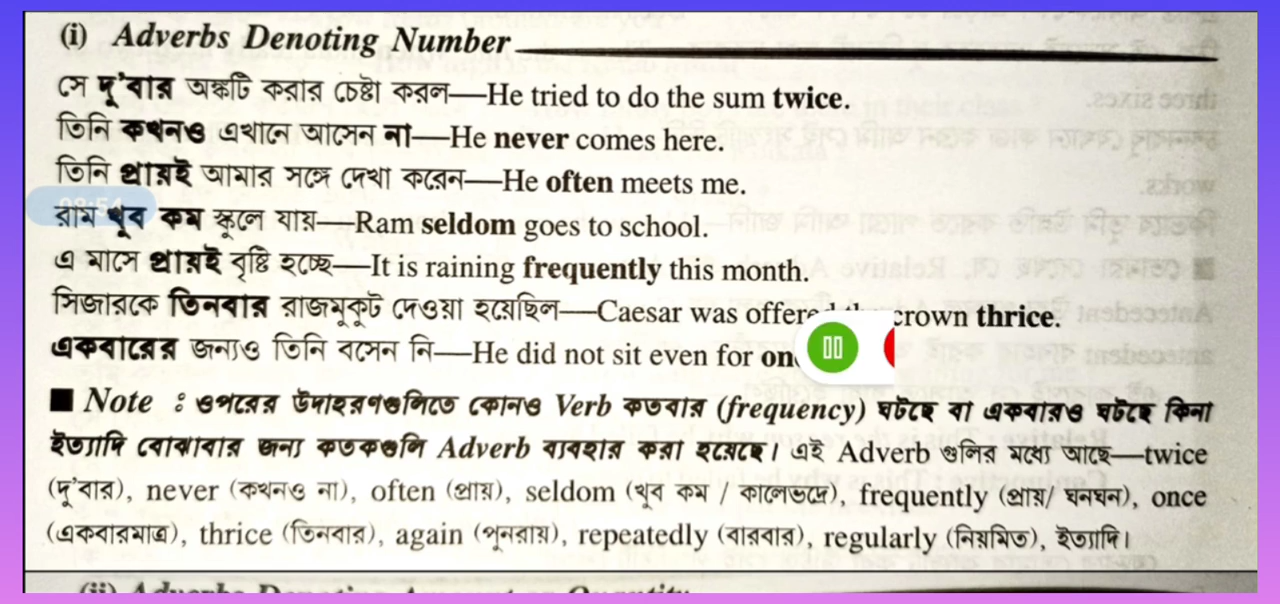 (i) Adverbs Denoting Number
সে দু'বার অঙ্কটি করার চেষ্টা করল—He tried to do the sum twice.
তিনি কখনও এখানে আসেন না—He never comes here.
তিনি প্রায়ই আমার সঙ্গে দেখা করেন—He often meets me.
রাম খুব কম স্কুলে যায়—Ram seldom goes to school.
এ মাসে প্রায়ই বৃষ্টি হচ্ছে—It is raining frequently this month.
সিজারকে তিনবার রাজমুকুট দেওয়া হয়েছিল—Caesar was crown thrice.
একবারের জন্যও তিনি বসেন নি—He did not sit even for
■ Note : ওপরের উদাহরণগুলিতে কোনও Verb কতবার (frequency) ঘটছে বা একবারও ঘটছে কিনা
ইত্যাদি বোঝাবার জন্য কতকগুলি Adverb ব্যবহার করা হয়েছে। এই Adverb গুলির মধ্যে আছে—twice
(দু'বার), never (কখনও না), often (প্রায়), seldom (খুব কম / কালেভদ্রে), frequently (প্রায়/ ঘনঘন), once
(একবারমাত্র), thrice (তিনবার), again (পুনরায়), repeatedly (বারবার), regularly (নিয়মিত), ইত্যাদি।